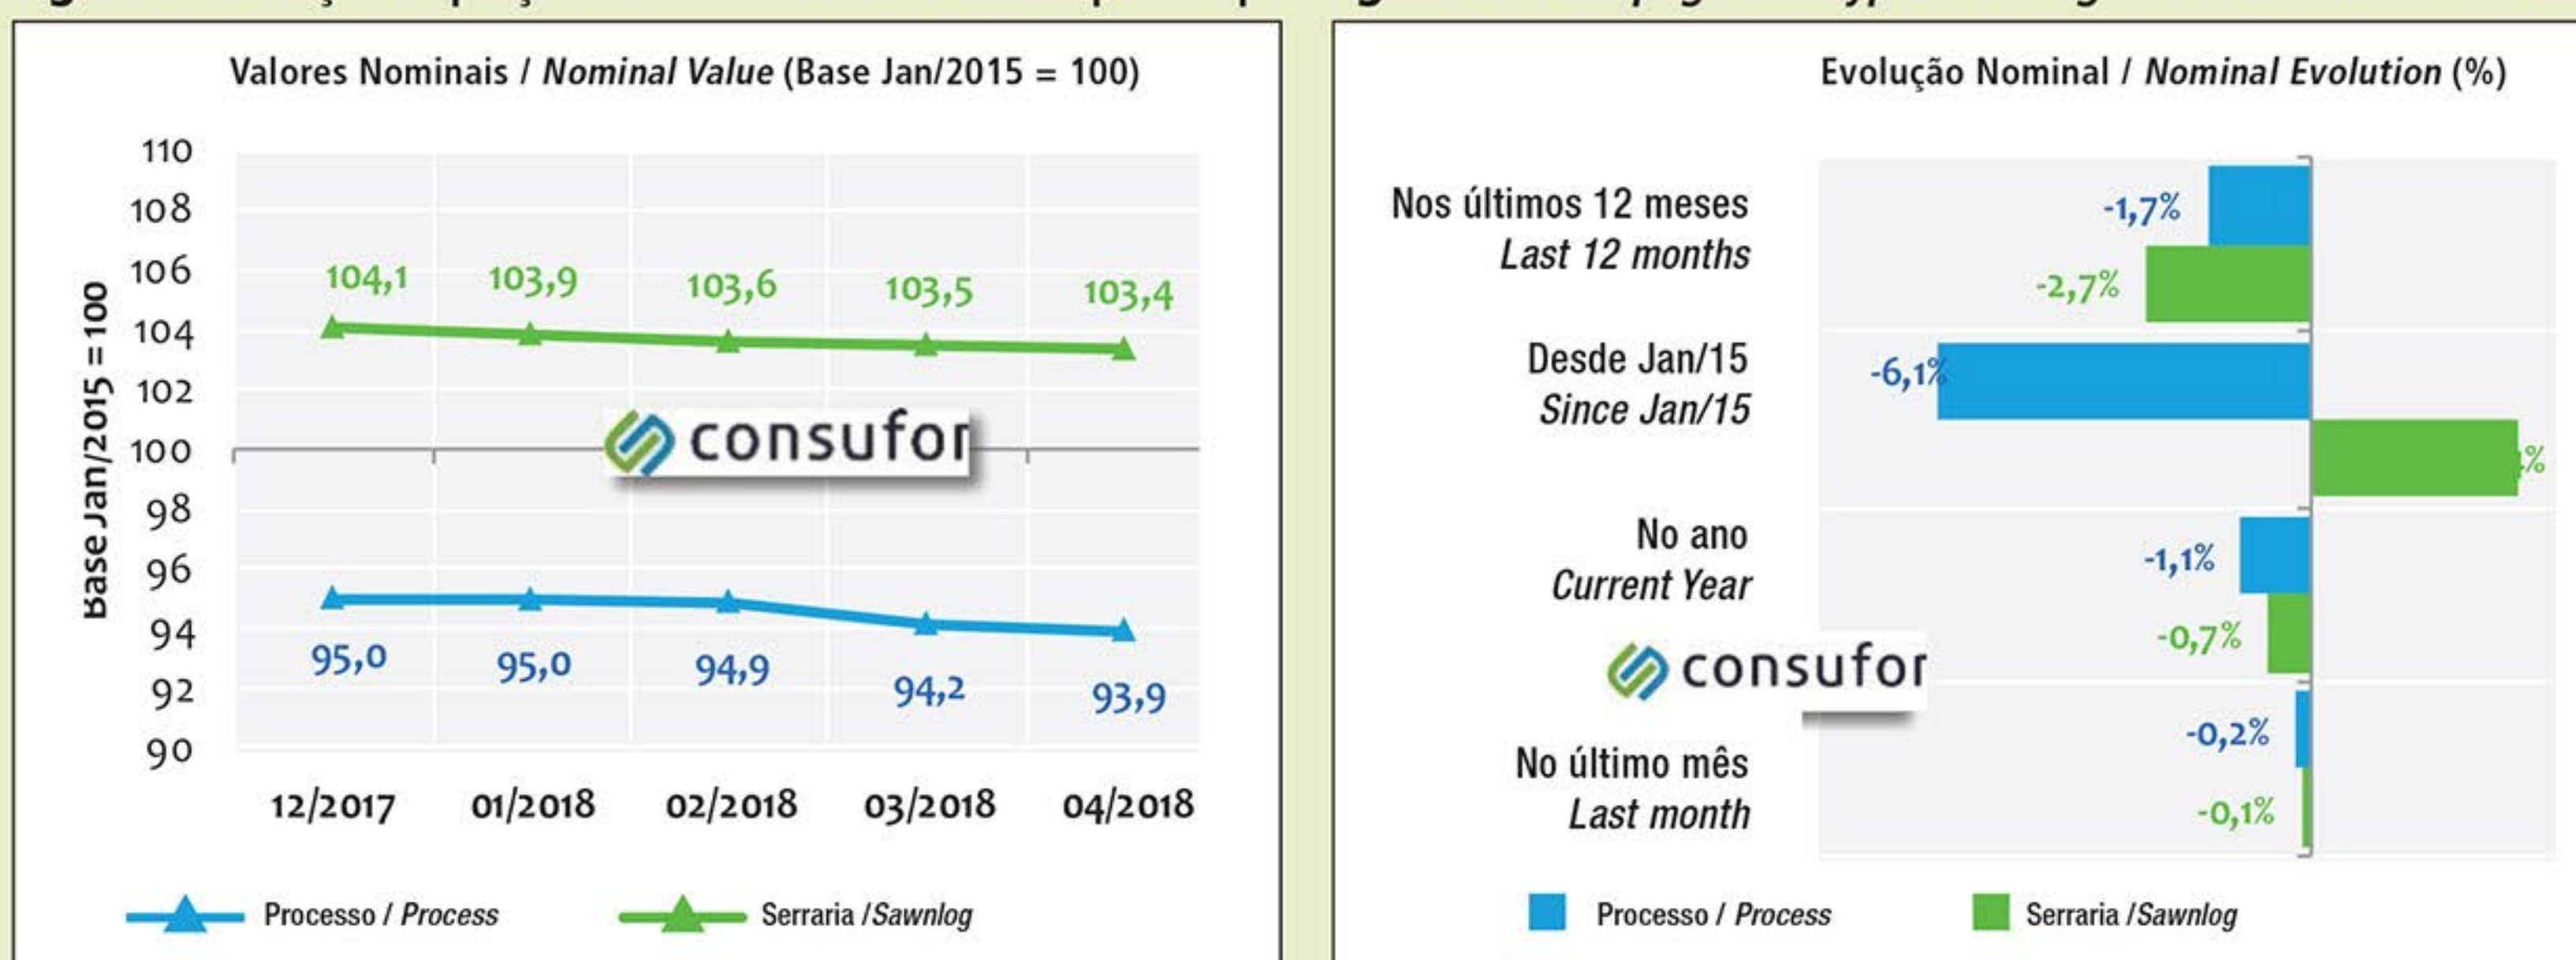 Valores Nominais / Nominal Value (Base Jan/2015 = 100)
Base Jan/2015 = 100
110
108
106
104
102
100
98
96
94
92
90
104,1
103,9
103,6
103,5
103,4
consufor
95,0
95,0
94,9
94,2
93,9
12/2017
01/2018
02/2018
03/2018
04/2018
Processo / Process
Serraria /Sawnlog
Evolução Nominal / Nominal Evolution (%)
Nos últimos 12 meses
Last 12 months
-1,7%
-2,7%
Desde Jan/15
Since Jan/15
-6,1%
%
No ano
Current Year
-1,1%
-0,7%
consufor
No último mês
Last month
-0,2%
-0,1%
Processo / Process
Serraria /Sawnlog